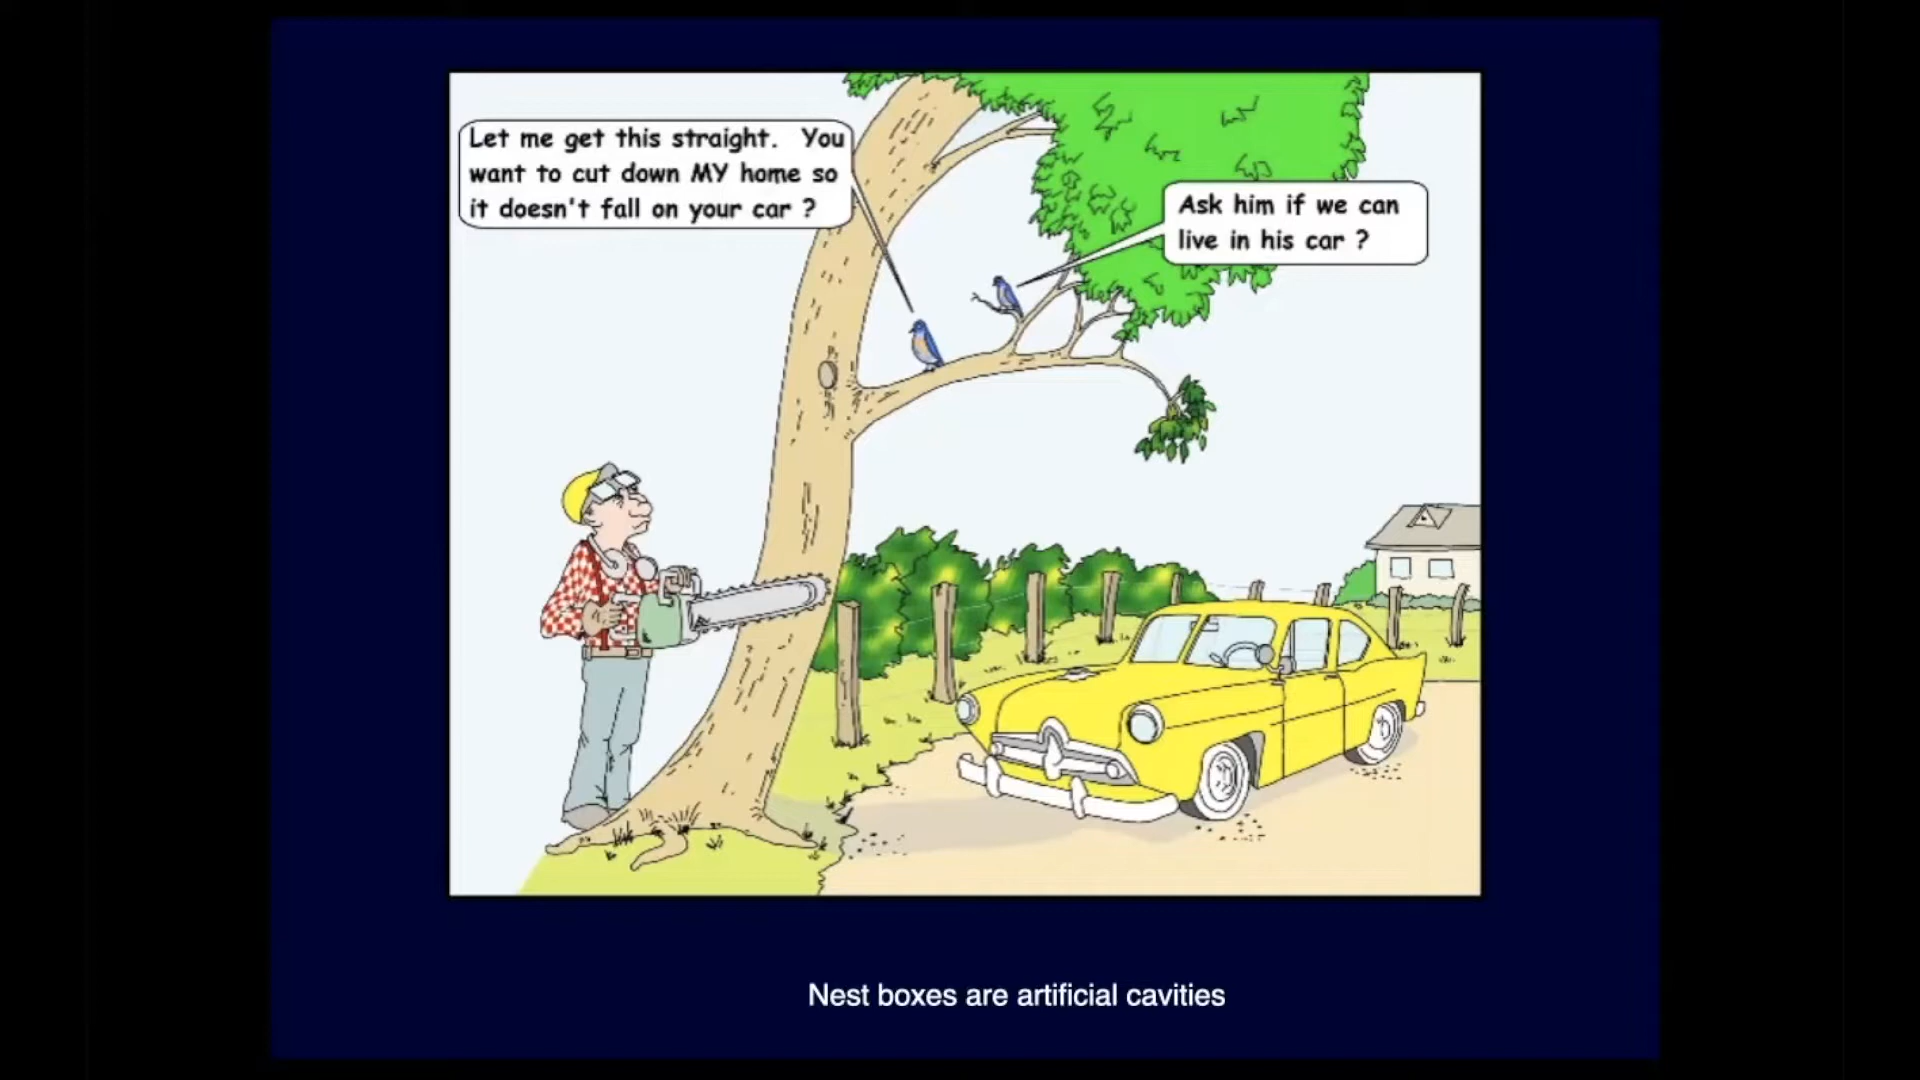 Let me get this straight. You
want to cut down MY home so
it doesn't fall on your car ?
Ask him if we can
live in his car ?
Nest boxes are artificial cavities